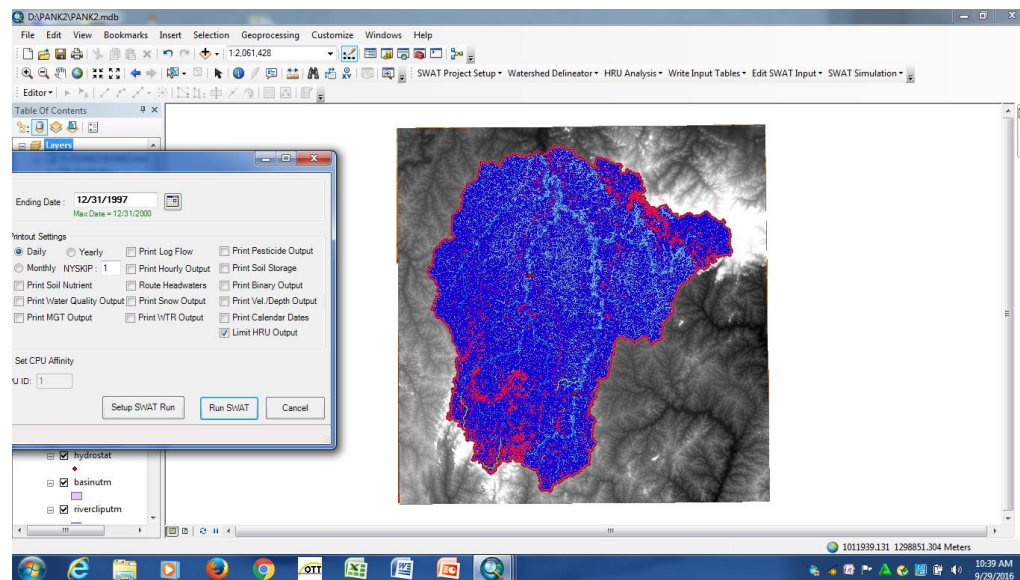 D:\PANK2\PANK2.mdb
File Edit View Bookmarks Insert Selection Geoprocessing Customize Windows Help
1:2,061,428
SWAT Project Setup Watershed Delineator HRU Analysis Write Input Tables Edit SWAT Input SWAT Simulation
Editor
Table Of Contents
Layers
Ending Date : 12/31/1997
Max Date = 12/31/2000
Printout Settings
Daily Yearly Print Log Flow Print Pesticide Output
Monthly NYSKIP : 1 Print Hourly Output Print Soil Storage
Print Soil Nutrient Route Headwaters Print Binary Output
Print Water Quality Output Print Snow Output Print Vel./Depth Output
Print MGT Output Print WTR Output Print Calendar Dates
Limit HRU Output
Set CPU Affinity
U ID: 1
Setup SWAT Run Run SWAT Cancel
hydrostat
basinutm
rivercliputm
1011939.131 1298851.304 Meters
OTT
10:39 AM
9/29/2016